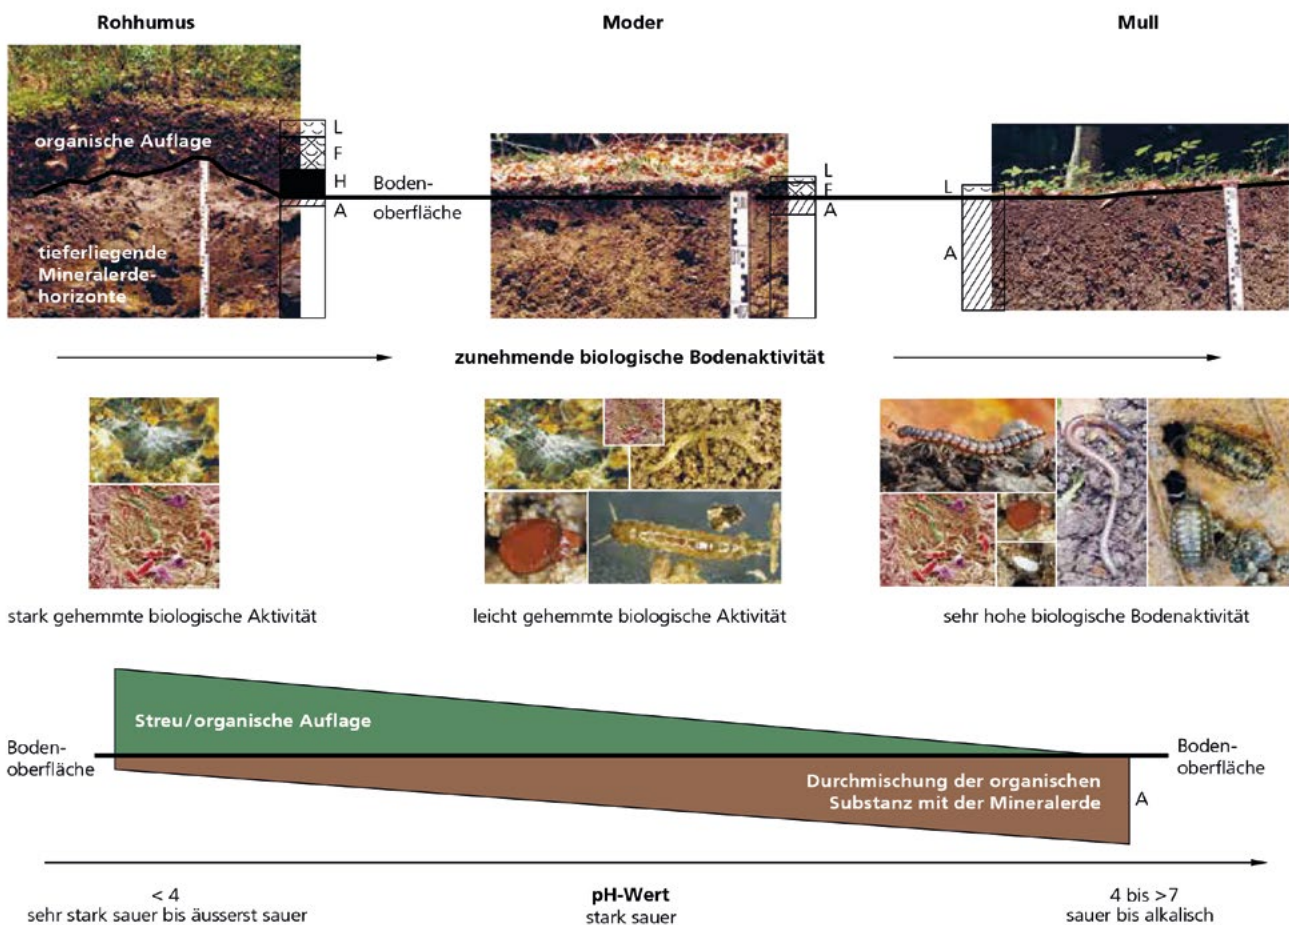 Rohhumus
Moder
Mull
organische Auflage
L
F
H
A
Boden-
oberfläche
tieferliegende
Mineralerde-
horizonte
L
F
A
L
A
zunehmende biologische Bodenaktivität
stark gehemmte biologische Aktivität
leicht gehemmte biologische Aktivität
sehr hohe biologische Bodenaktivität
Streu/organische Auflage
Boden-
oberfläche
Boden-
oberfläche
Durchmischung der organischen
Substanz mit der Mineralerde
A
< 4
sehr stark sauer bis äusserst sauer
pH-Wert
stark sauer
4 bis >7
sauer bis alkalisch